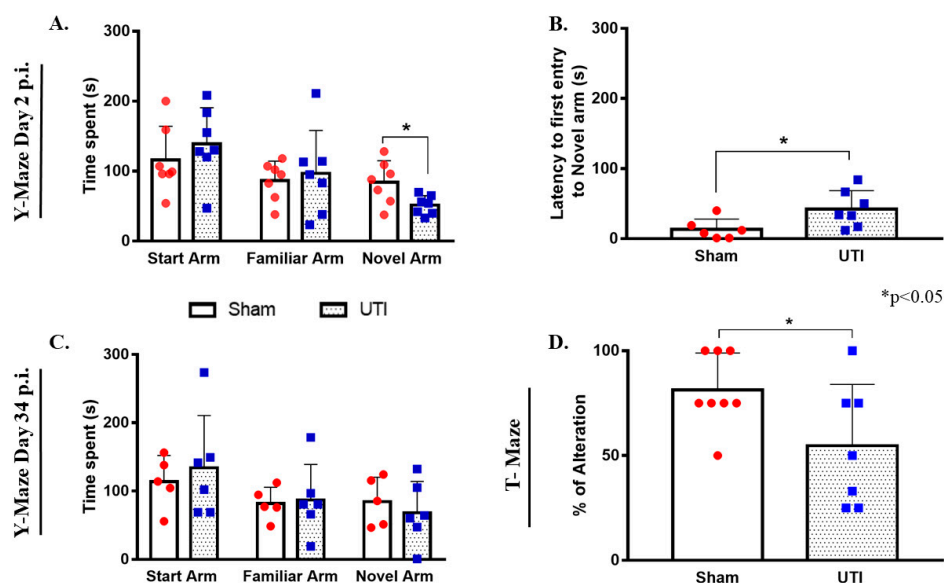 A.
Y-Maze Day 2 p.i.
Time spent (s)
300
200
100
0
*
Start Arm Familiar Arm Novel Arm
B.
Latency to first entry
to Novel arm (s)
300
200
100
0
*
Sham UTI
*p<0.05
Sham UTI
C.
Y-Maze Day 34 p.i.
Time spent (s)
300
200
100
0
Start Arm Familiar Arm Novel Arm
D.
T- Maze
% of Alteration
100
50
0
*
Sham UTI